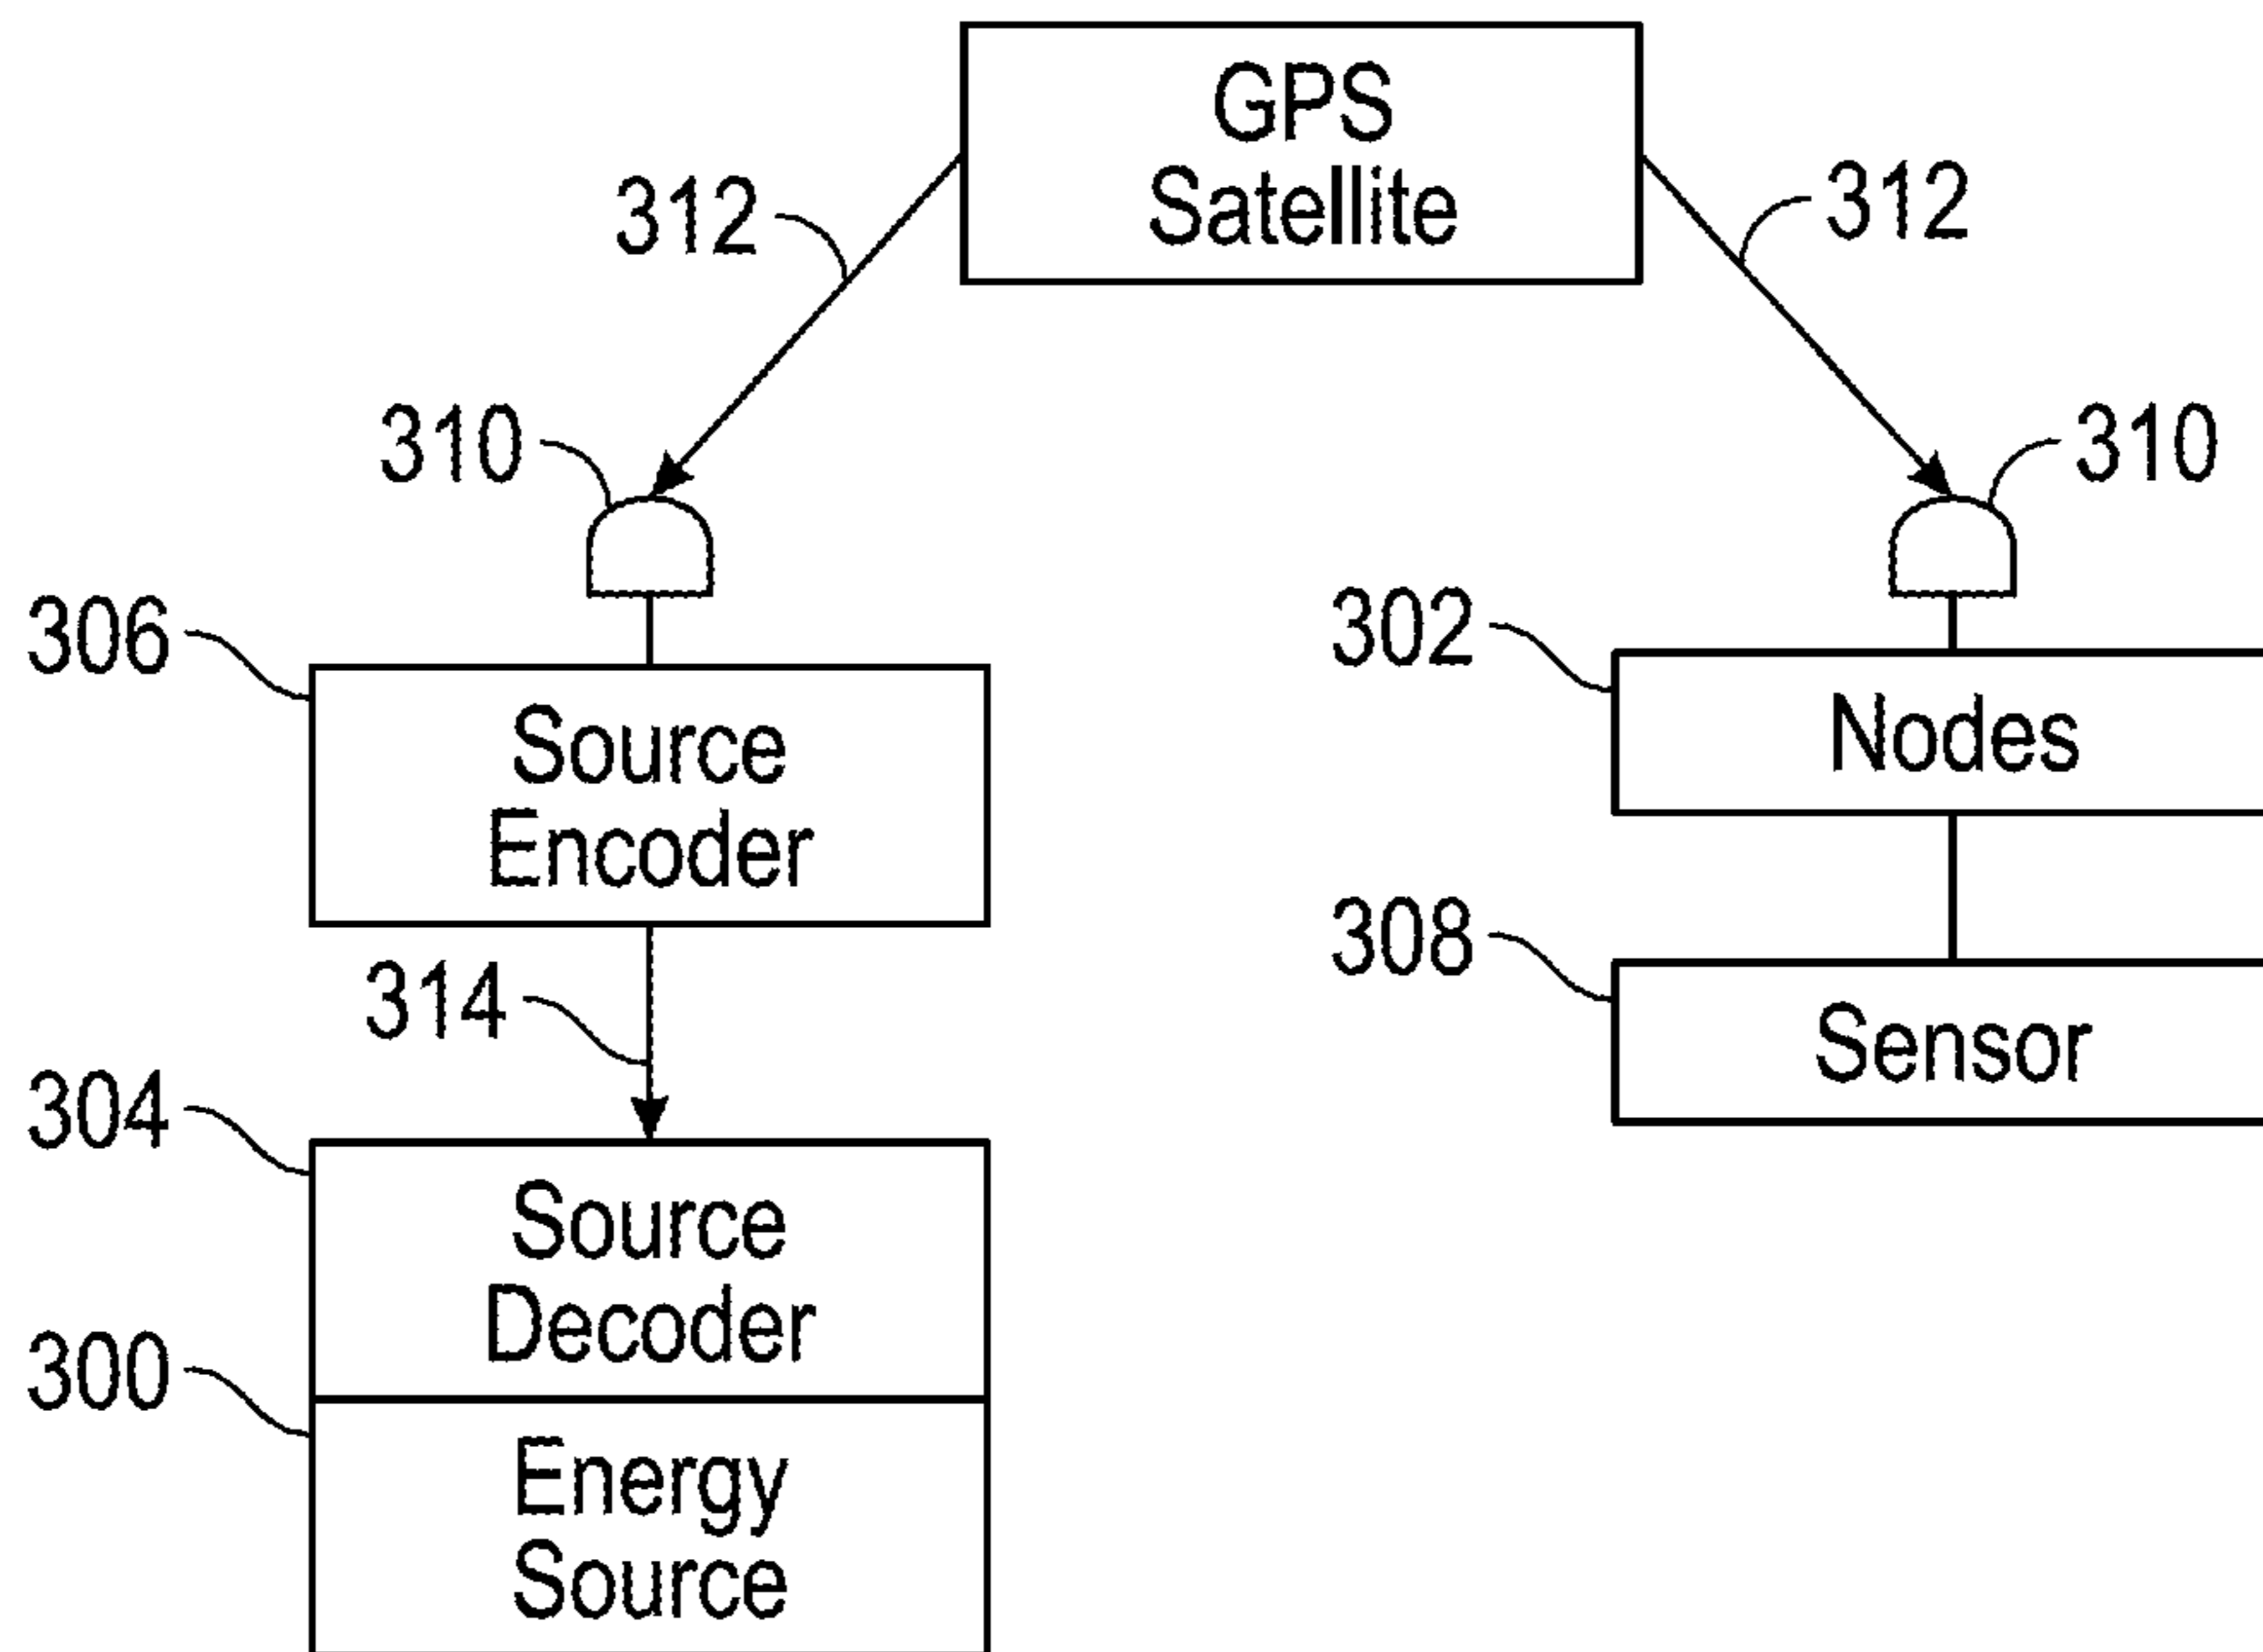 GPS
Satellite
312
312
310
310
306
Source
Encoder
302
Nodes
314
308
Sensor
304
Source
Decoder
300
Energy
Source